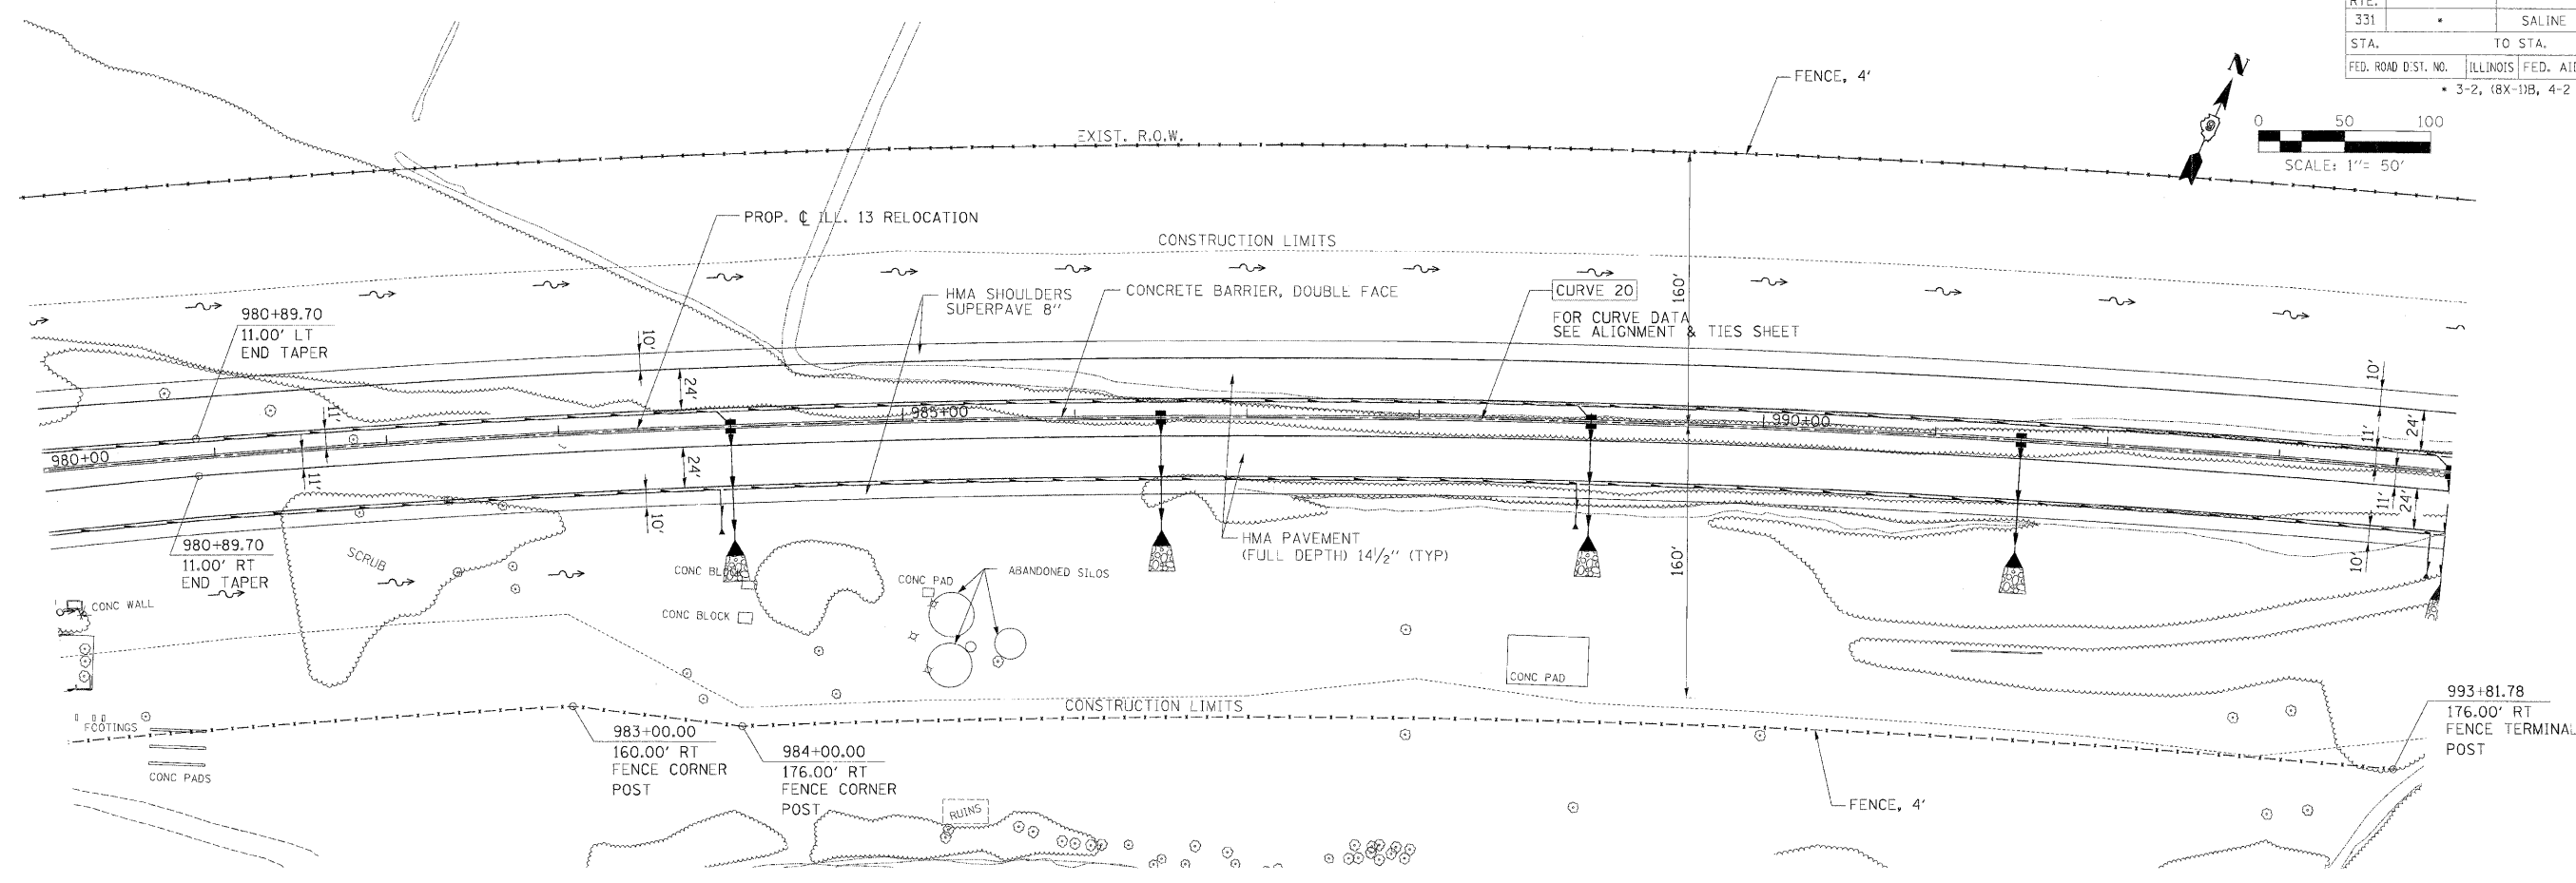 RTE.
331 * SALINE
STA. TO STA.
FED. ROAD DIST. NO. ILLINOIS FED. AID
* 3-2, (8X-1)B, 4-2
N
0 50 100
SCALE: 1"= 50'
FENCE, 4'
EXIST. R.O.W.
PROP. ℄ ILL. 13 RELOCATION
CONSTRUCTION LIMITS
160'
HMA SHOULDERS
SUPERPAVE 8"
CONCRETE BARRIER, DOUBLE FACE
CURVE 20
FOR CURVE DATA
SEE ALIGNMENT & TIES SHEET
980+89.70
11.00' LT
END TAPER
10'
24'
11'
985+00
990+00
10'
24'
11'
980+00
11'
24'
10'
11'
24'
10'
980+89.70
11.00' RT
END TAPER
SCRUB
HMA PAVEMENT
(FULL DEPTH) 14 1/2" (TYP)
160'
CONC BLOCK
CONC PAD
ABANDONED SILOS
CONC WALL
CONC BLOCK
CONC PAD
CONSTRUCTION LIMITS
FOOTINGS
CONC PADS
983+00.00
160.00' RT
FENCE CORNER
POST
984+00.00
176.00' RT
FENCE CORNER
POST
993+81.78
176.00' RT
FENCE TERMINAL
POST
RUINS
FENCE, 4'